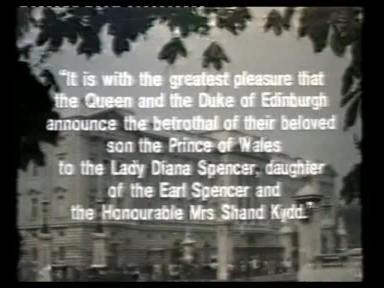 "It is with the greatest pleasure that
the Queen and the Duke of Edinburgh
announce the betrothal of their beloved
son the Prince of Wales
to the Lady Diana Spencer, daughter
of the Earl Spencer and
the Honourable Mrs Shand Kydd."